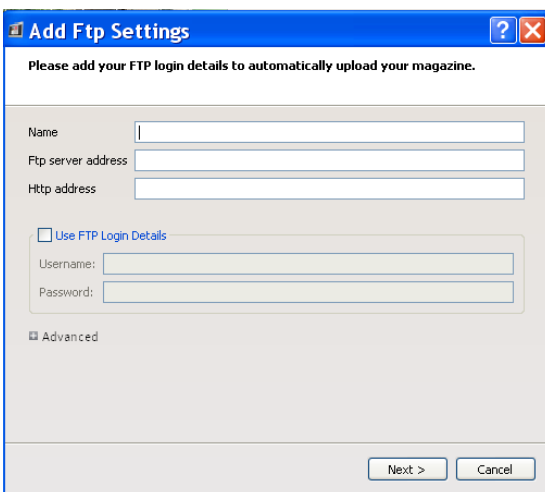 Add Ftp Settings
Please add your FTP login details to automatically upload your magazine.
Name
Ftp server address
Http address
Use FTP Login Details
Username:
Password:
Advanced
Next > Cancel